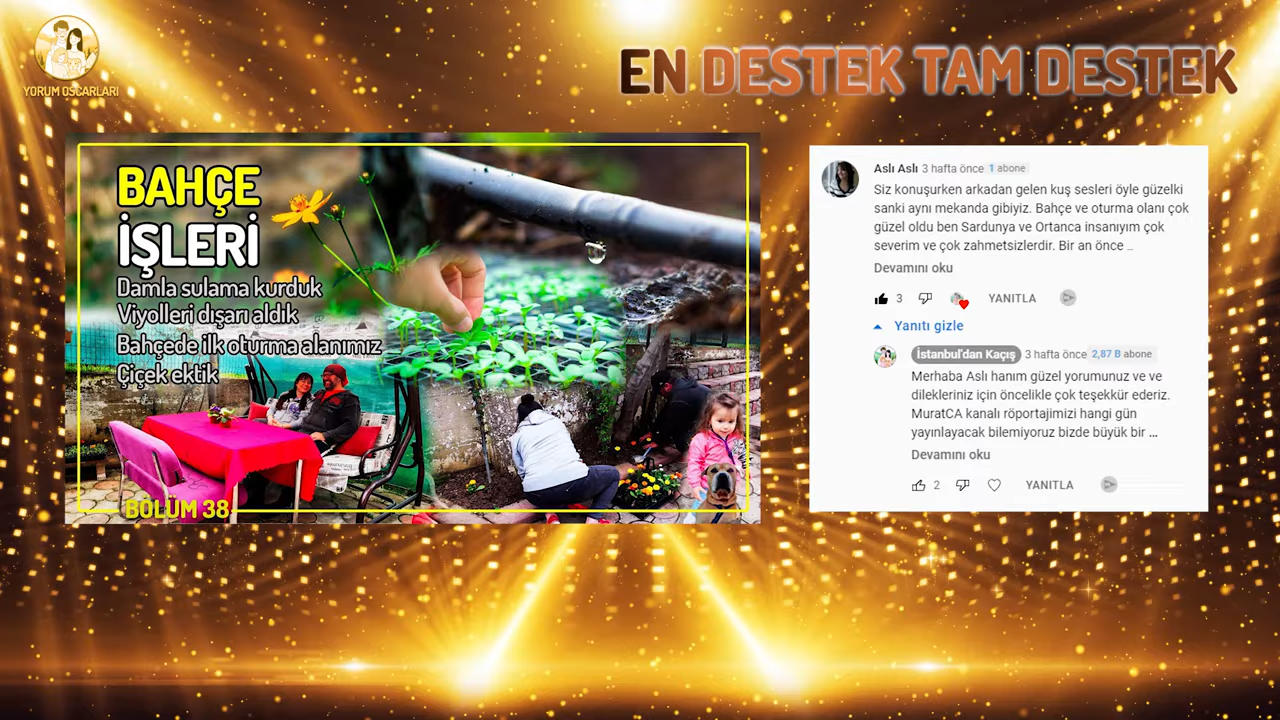 YORUM OSCARLARI
EN DESTEK TAM DESTEK
BAHÇE
İŞLERİ
Damla sulama kurduk
Viyolleri dışarı aldık
Bahçede ilk oturma alanımız
Çiçek ektik
BÖLÜM 38
Aslı Aslı 3 hafta önce 1 abone
Siz konuşurken arkadan gelen kuş sesleri öyle güzelki
sanki aynı mekanda gibiyiz. Bahçe ve oturma olanı çok
güzel oldu ben Sardunya ve Ortanca insanıyım çok
severim ve çok zahmetsizlerdir. Bir an önce ...
Devamını oku
3 YANITLA
Yanıtı gizle
İstanbul'dan Kaçış 3 hafta önce 2,87 B abone
Merhaba Aslı hanım güzel yorumunuz ve ve
dilekleriniz için öncelikle çok teşekkür ederiz.
MuratCA kanalı röportajimizi hangi gün
yayınlayacak bilemiyoruz bizde büyük bir ...
Devamını oku
2 YANITLA